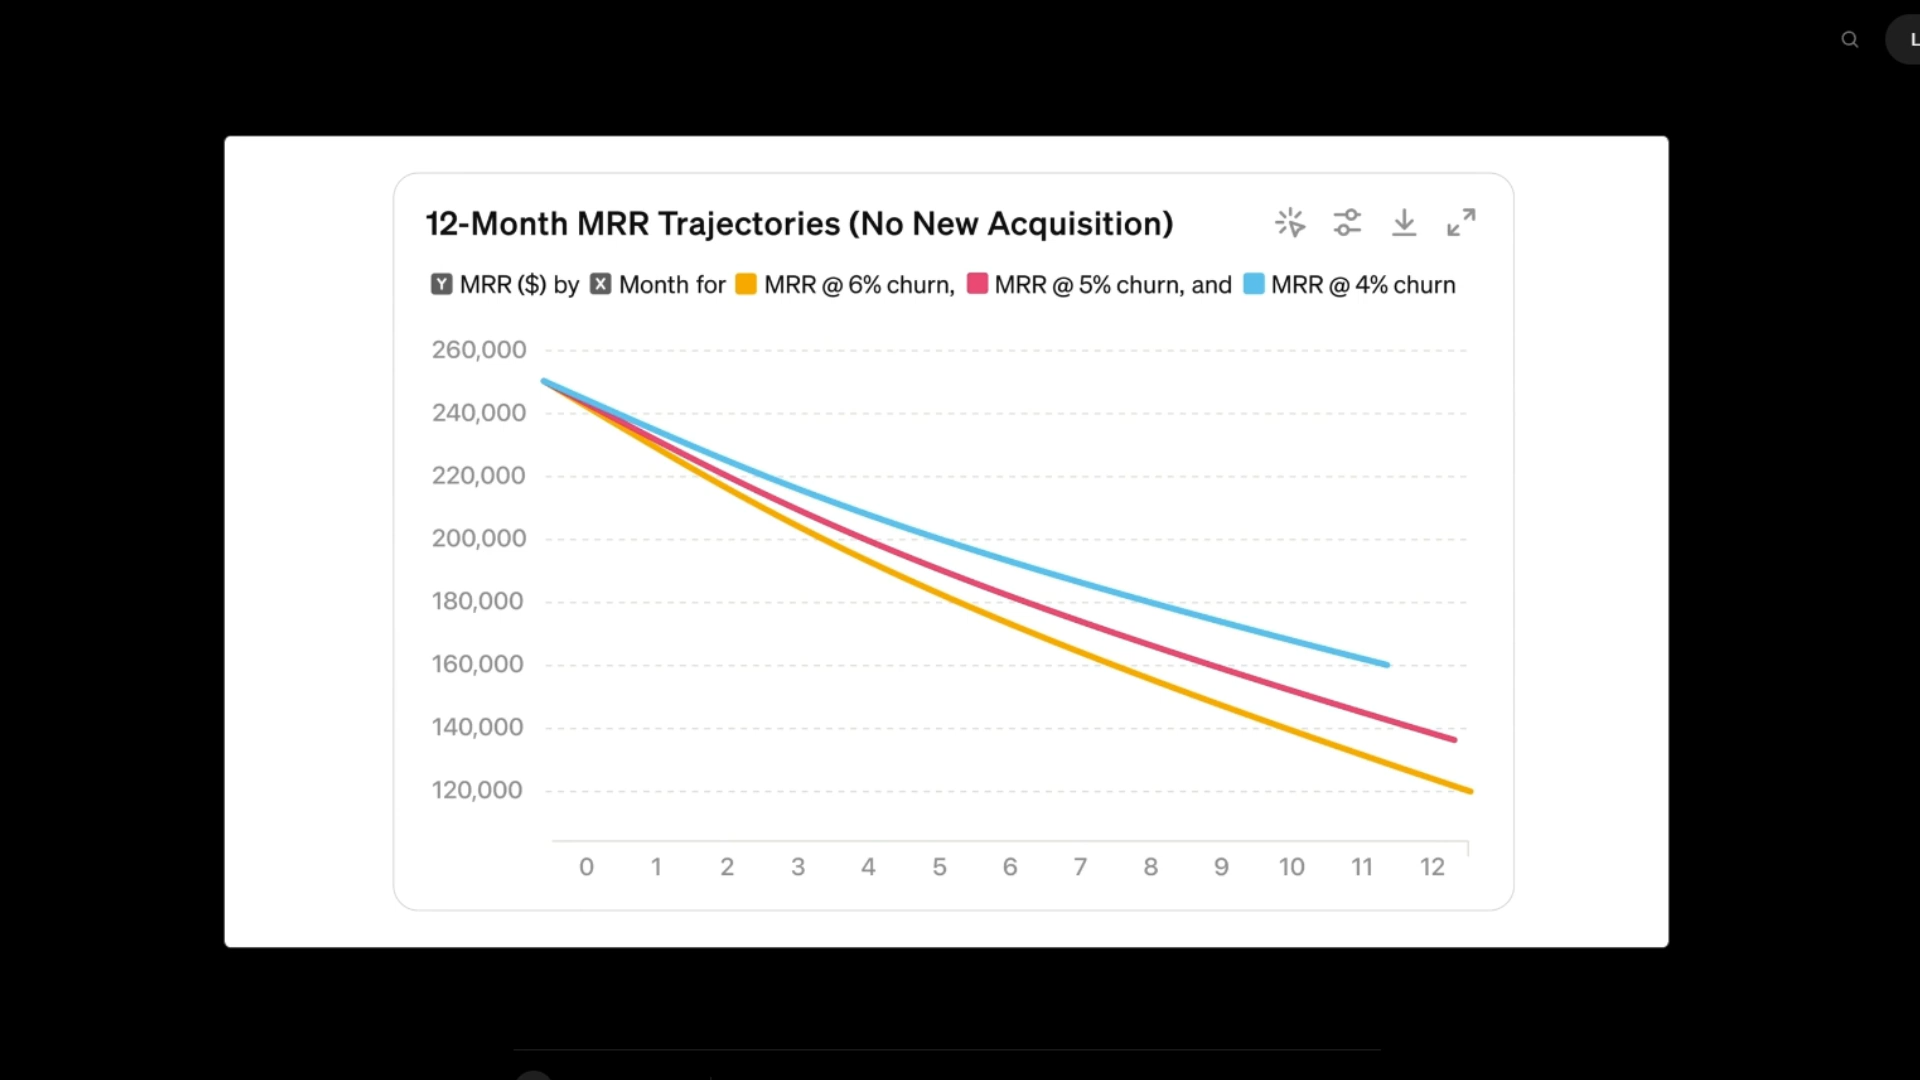 L
12-Month MRR Trajectories (No New Acquisition)
Y MRR ($) by X Month for MRR @ 6% churn, MRR @ 5% churn, and MRR @ 4% churn
260,000
240,000
220,000
200,000
180,000
160,000
140,000
120,000
0 1 2 3 4 5 6 7 8 9 10 11 12